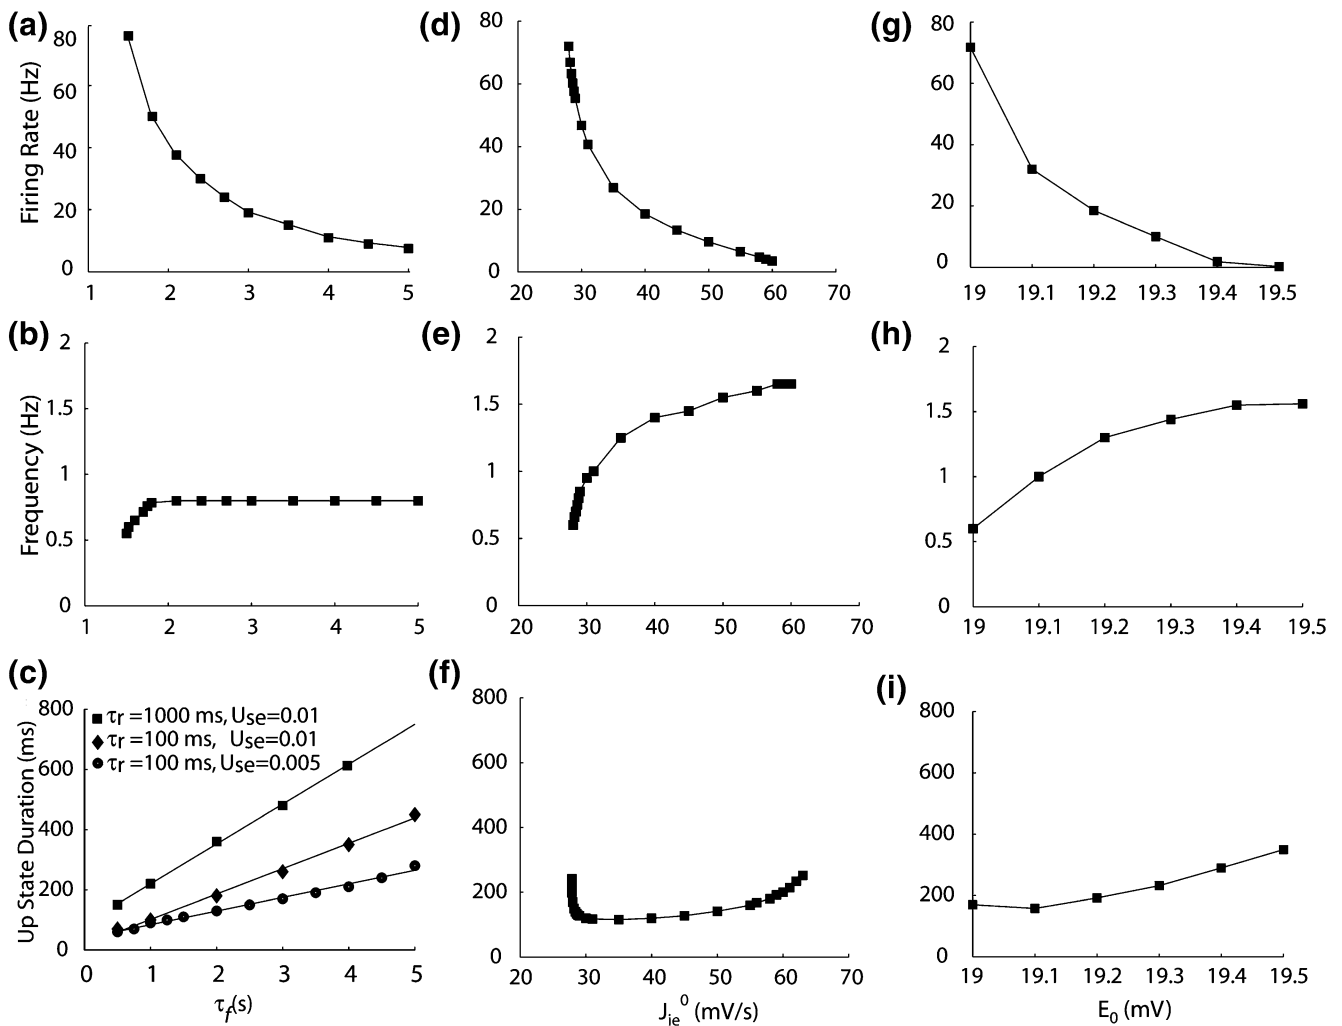 (a)
Firing Rate (Hz)
80
60
40
20
0
1 2 3 4 5
(d)
80
60
40
20
0
20 30 40 50 60 70
(g)
80
60
40
20
0
19 19.1 19.2 19.3 19.4 19.5
(b)
Frequency (Hz)
2
1.5
1
0.5
0
1 2 3 4 5
(e)
2
1.5
1
0.5
0
20 30 40 50 60 70
(h)
2
1.5
1
0.5
0
19 19.1 19.2 19.3 19.4 19.5
(c)
Up State Duration (ms)
800
600
400
200
0
τr =1000 ms, Use=0.01
τr =100 ms, Use=0.01
τr =100 ms, Use=0.005
0 1 2 3 4 5
τf(s)
(f)
800
600
400
200
0
20 30 40 50 60 70
Jie⁰ (mV/s)
(i)
800
600
400
200
0
19 19.1 19.2 19.3 19.4 19.5
E₀ (mV)